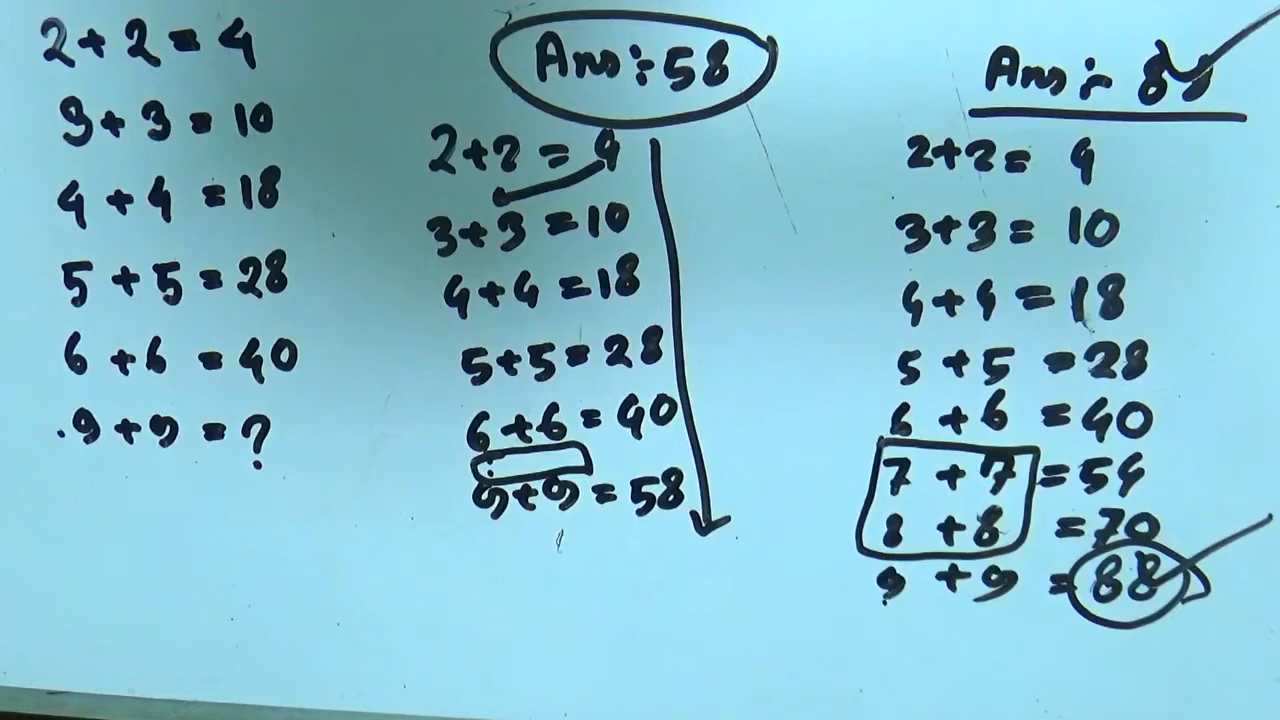 2 + 2 = 4
3 + 3 = 10
4 + 4 = 18
5 + 5 = 28
6 + 6 = 40
9 + 9 = ?
Ans :- 58
2 + 2 = 4
3 + 3 = 10
4 + 4 = 18
5 + 5 = 28
6 + 6 = 40
9 + 9 = 58
Ans :- 88
2 + 2 = 4
3 + 3 = 10
4 + 4 = 18
5 + 5 = 28
6 + 6 = 40
7 + 7 = 54
8 + 8 = 70
9 + 9 = 88